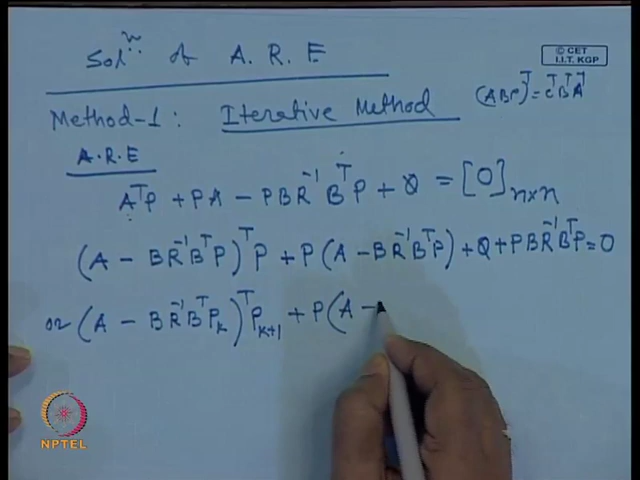 Solⁿ of A. R. E
© CET
I.I.T. KGP
Method-1: Iterative Method
(ABC)ᵀ = CᵀBᵀAᵀ
A.R.E
AᵀP + PA − PBR⁻¹BᵀP + Q = [0]ₙₓₙ
(A − BR⁻¹BᵀP)ᵀP + P(A − BR⁻¹BᵀP) + Q + PBR⁻¹BᵀP = 0
or (A − BR⁻¹BᵀPₖ)ᵀPₖ₊₁ + P(A −
NPTEL